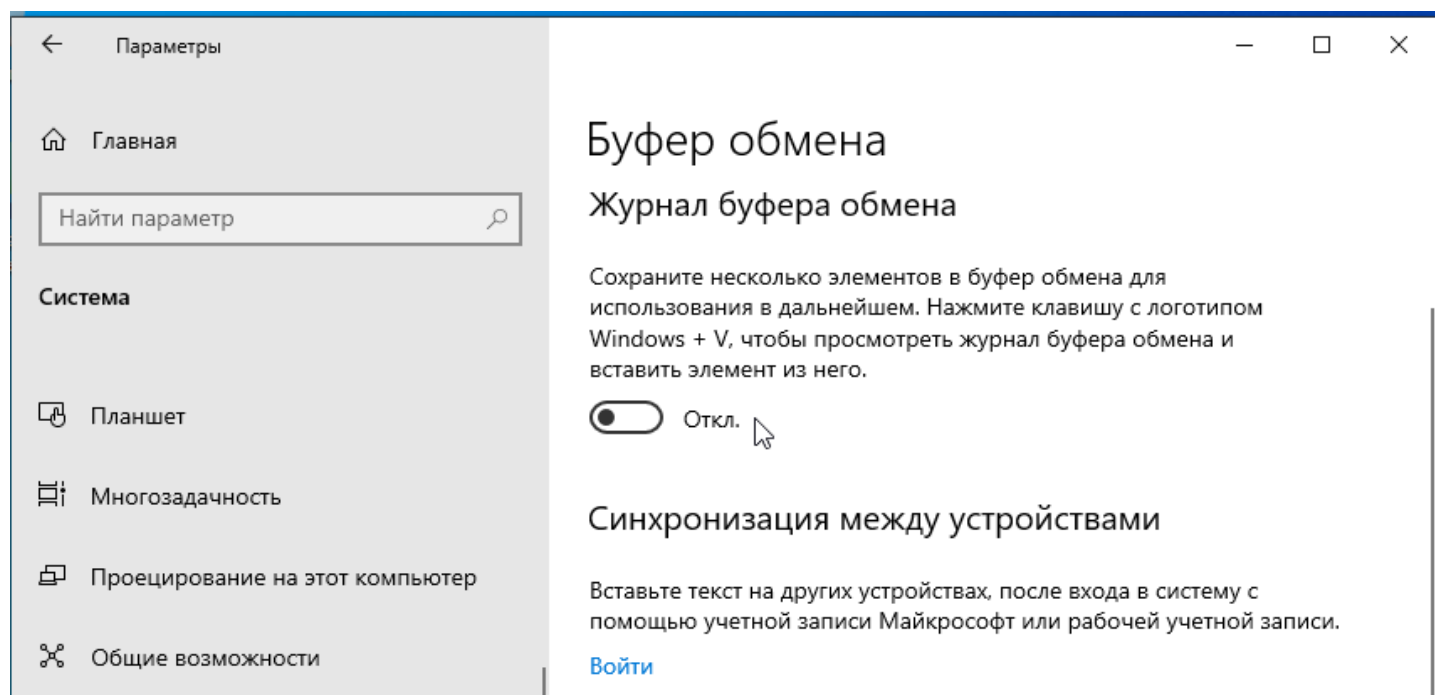 Параметры
Главная
Найти параметр
Система
Планшет
Многозадачность
Проецирование на этот компьютер
Общие возможности
Буфер обмена
Журнал буфера обмена
Сохраните несколько элементов в буфер обмена для
использования в дальнейшем. Нажмите клавишу с логотипом
Windows + V, чтобы просмотреть журнал буфера обмена и
вставить элемент из него.
Откл.
Синхронизация между устройствами
Вставьте текст на других устройствах, после входа в систему с
помощью учетной записи Майкрософт или рабочей учетной записи.
Войти